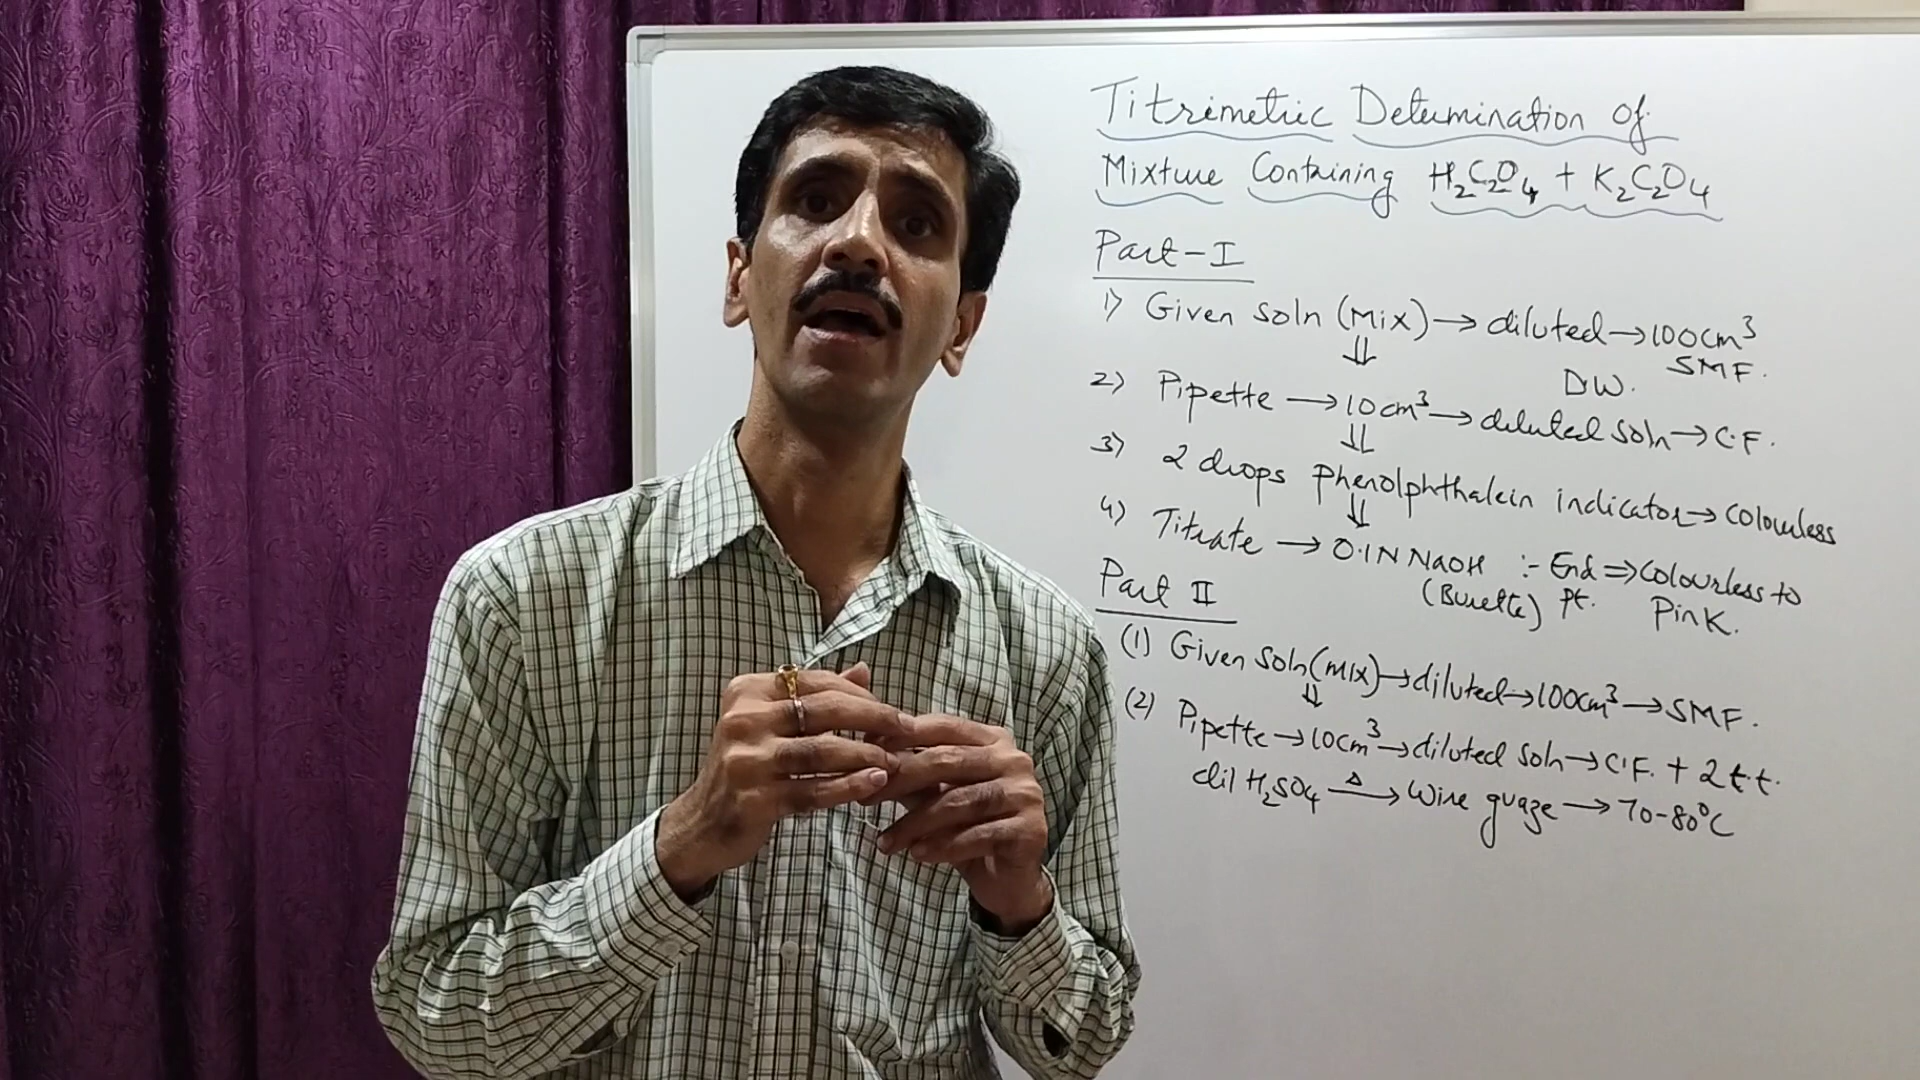 Titrimetric Determination of
Mixture Containing H₂C₂O₄ + K₂C₂O₄
Part-I
1) Given soln (Mix) → diluted → 100cm³
⇓ SMF.
DW.
2) Pipette → 10cm³ → diluted soln → C.F.
⇓
3) 2 drops Phenolphthalein indicator → Colourless
⇓
4) Titrate → 0.1N NaOH :- End ⇒ Colourless to
(Burette) pt. Pink.
Part II
(1) Given Soln(mix) → diluted → 100cm³ → SMF.
⇓
(2) Pipette → 10cm³ → diluted soln → C.F. + 2 t.t.
dil H₂SO₄ —Δ→ Wire guaze → 70-80°C